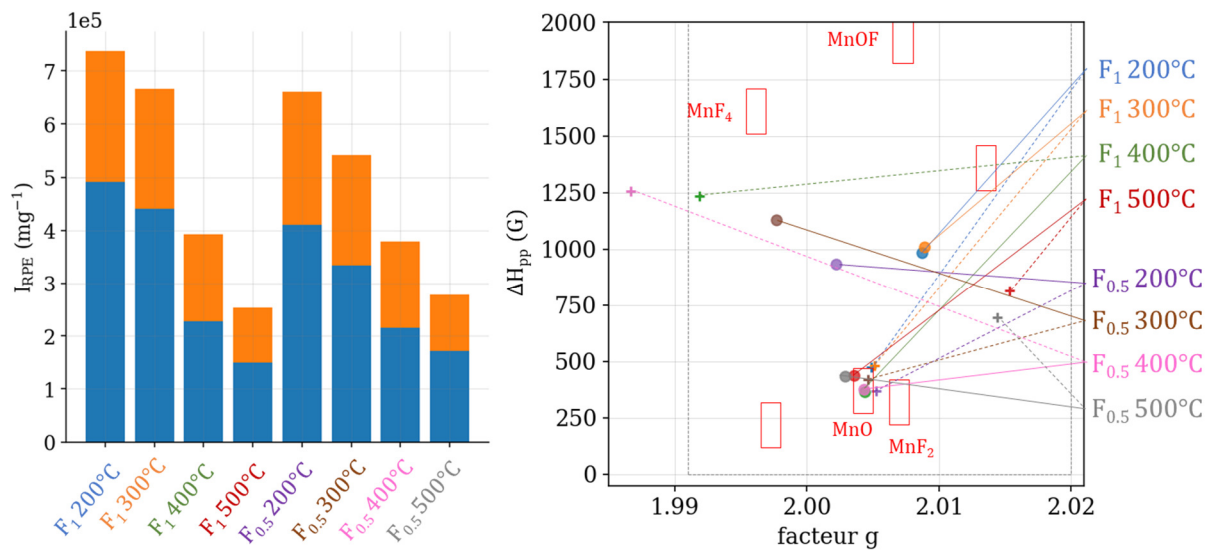 1e5
7
6
5
4
3
2
1
0
I_RPE (mg⁻¹)
F₁ 200°C
F₁ 300°C
F₁ 400°C
F₁ 500°C
F₀.₅ 200°C
F₀.₅ 300°C
F₀.₅ 400°C
F₀.₅ 500°C
2000
1750
1500
1250
1000
750
500
250
0
ΔH_pp (G)
MnOF
MnF₄
MnO
MnF₂
1.99
2.00
2.01
2.02
facteur g
F₁ 200°C
F₁ 300°C
F₁ 400°C
F₁ 500°C
F₀.₅ 200°C
F₀.₅ 300°C
F₀.₅ 400°C
F₀.₅ 500°C